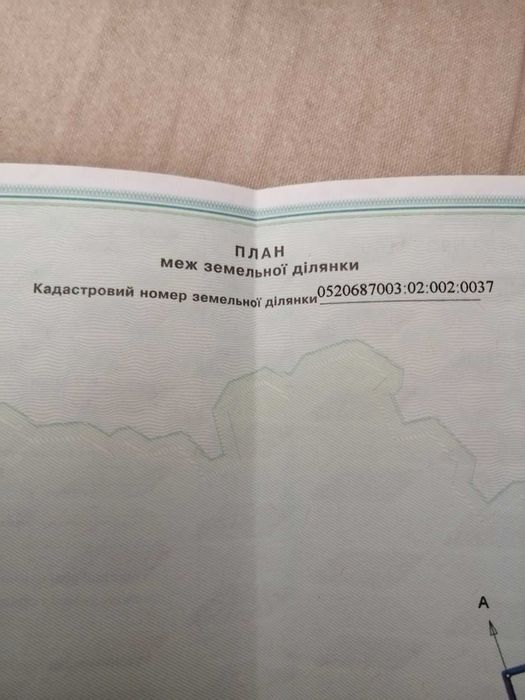 ПЛАН
меж земельної ділянки
Кадастровий номер земельної ділянки 0520687003:02:002:0037
А